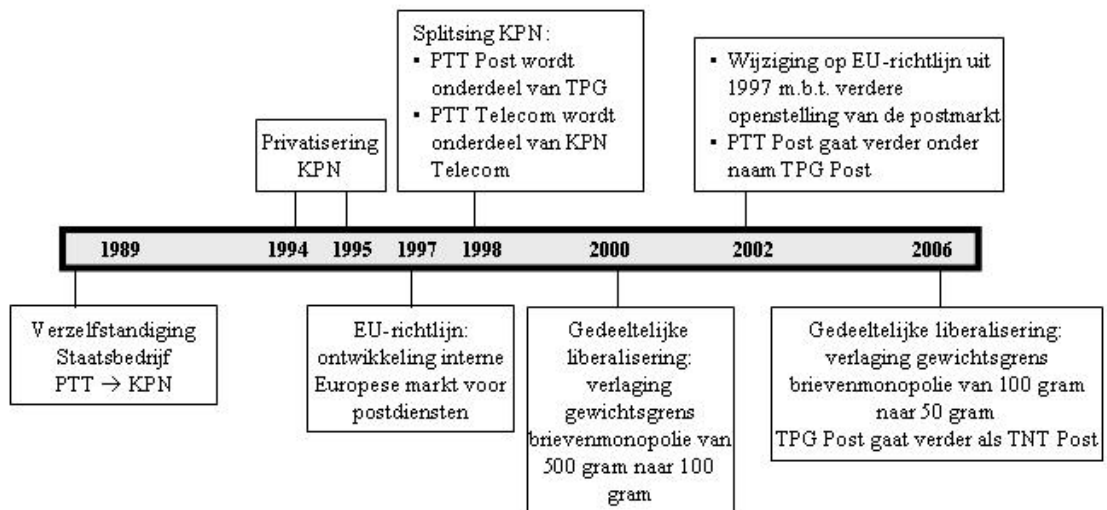 Splitsing KPN:
▪ PTT Post wordt
onderdeel van TPG
▪ PTT Telecom wordt
onderdeel van KPN
Telecom
▪ Wijziging op EU-richtlijn uit
1997 m.b.t. verdere
openstelling van de postmarkt
▪ PTT Post gaat verder onder
naam TPG Post
Privatisering
KPN
1989 1994 1995 1997 1998 2000 2002 2006
Verzelfstandiging
Staatsbedrijf
PTT → KPN
EU-richtlijn:
ontwikkeling interne
Europese markt voor
postdiensten
Gedeeltelijke
liberalisering:
verlaging
gewichtsgrens
brievenmonopolie van
500 gram naar 100
gram
Gedeeltelijke liberalisering:
verlaging gewichtsgrens
brievenmonopolie van 100 gram
naar 50 gram
TPG Post gaat verder als TNT Post